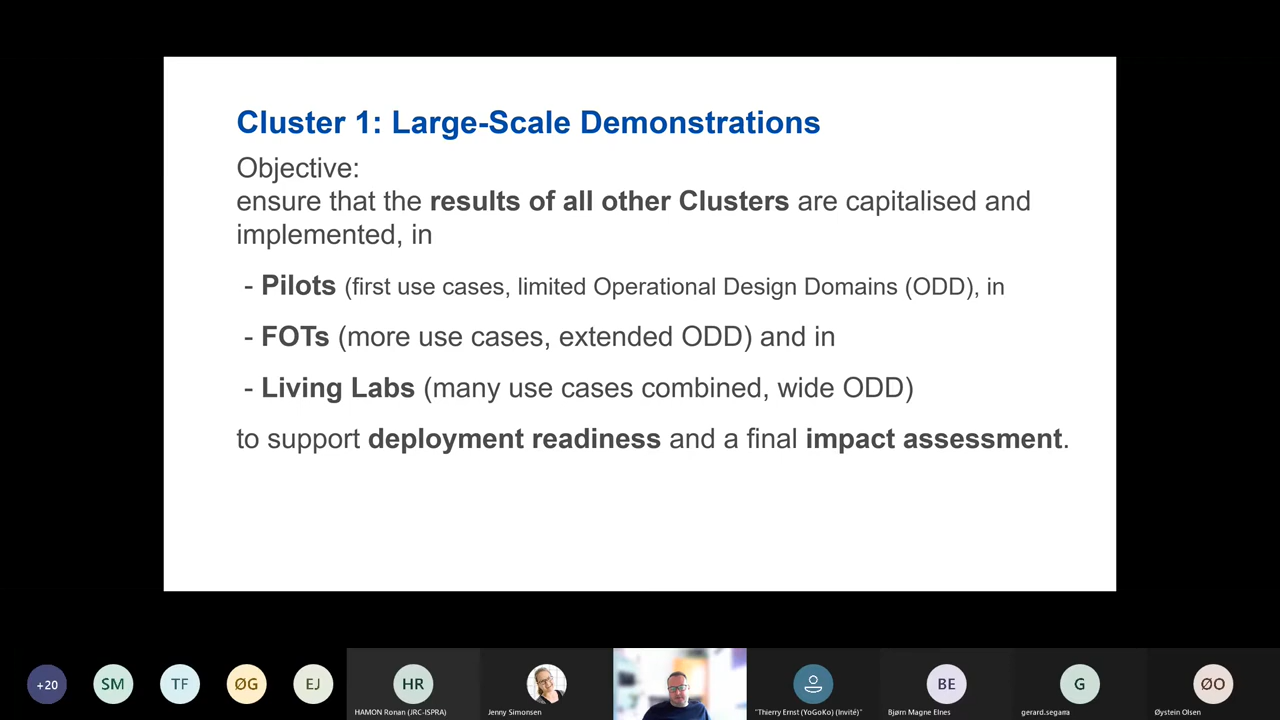 Cluster 1: Large-Scale Demonstrations
Objective:
ensure that the results of all other Clusters are capitalised and
implemented, in
- Pilots (first use cases, limited Operational Design Domains (ODD), in
- FOTs (more use cases, extended ODD) and in
- Living Labs (many use cases combined, wide ODD)
to support deployment readiness and a final impact assessment.
+20
SM
TF
ØG
EJ
HR
BE
G
ØO
HAMON Ronan (JRC-ISPRA)
Jenny Simonsen
"Thierry Ernst (YoGoKo) (Invité)"
Bjørn Magne Elnes
gerard.segarra
Øystein Olsen